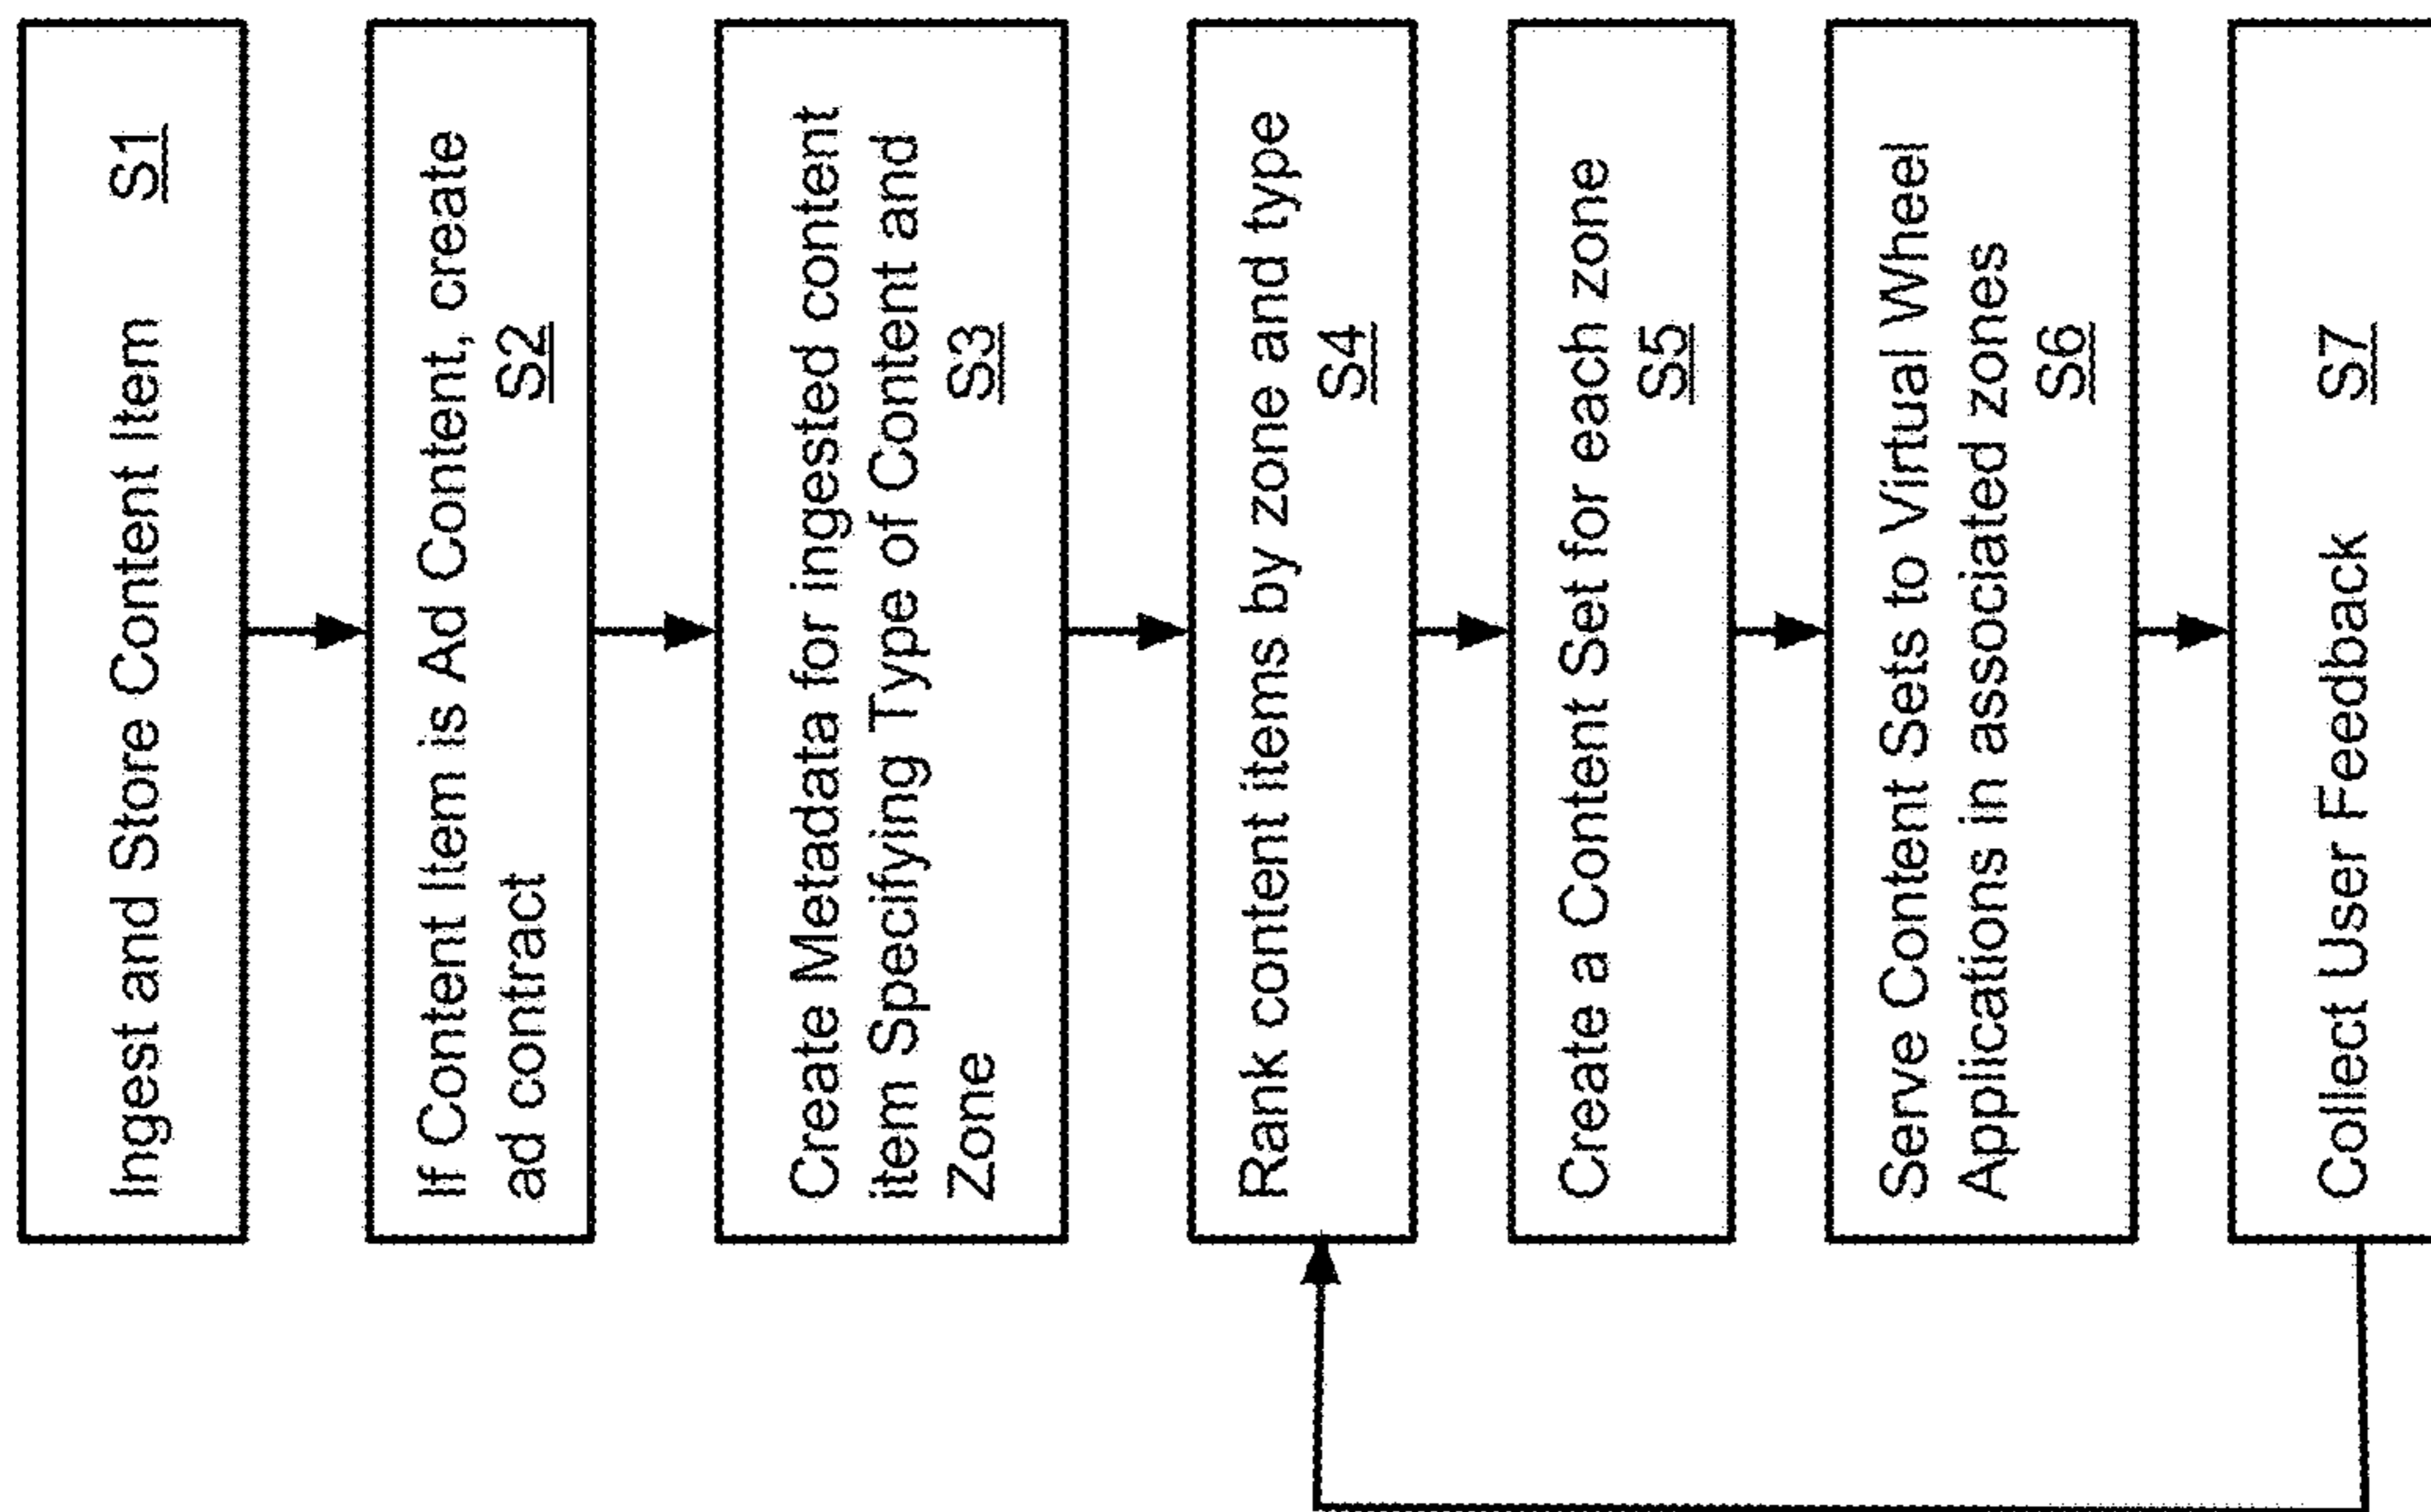 Ingest and Store Content Item S1
If Content Item is Ad Content, create
ad contract S2
Create Metadata for ingested content
item Specifying Type of Content and
Zone S3
Rank content items by zone and type
S4
Create a Content Set for each zone
S5
Serve Content Sets to Virtual Wheel
Applications in associated zones
S6
Collect User Feedback S7